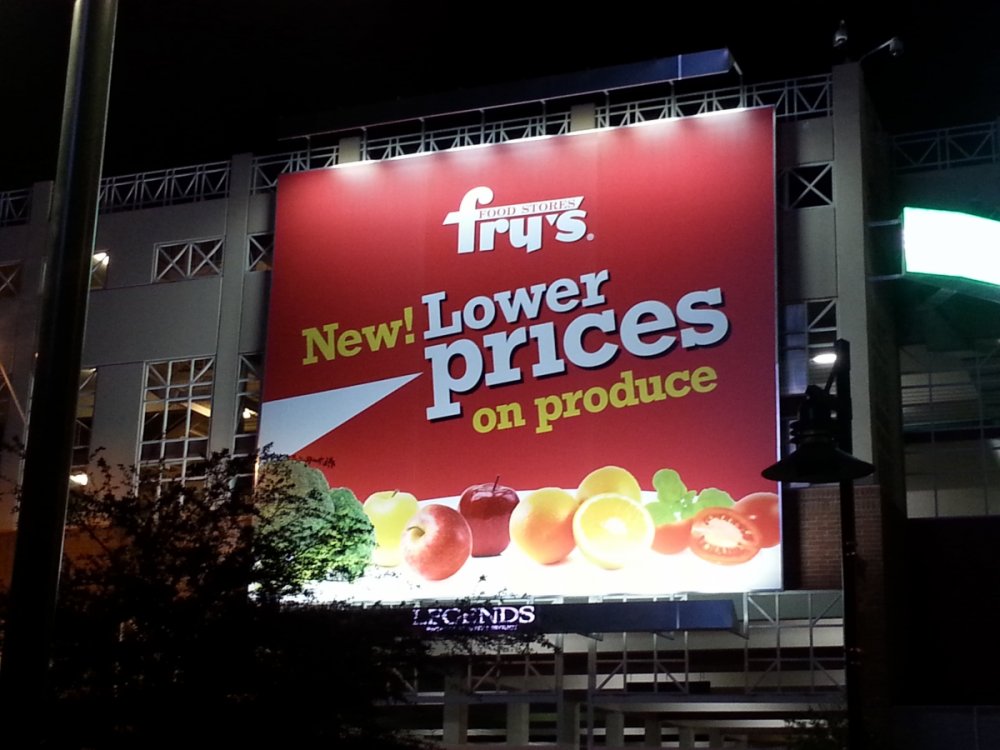 fry's
FOOD STORES
New! Lower
prices
on produce
LEGENDS